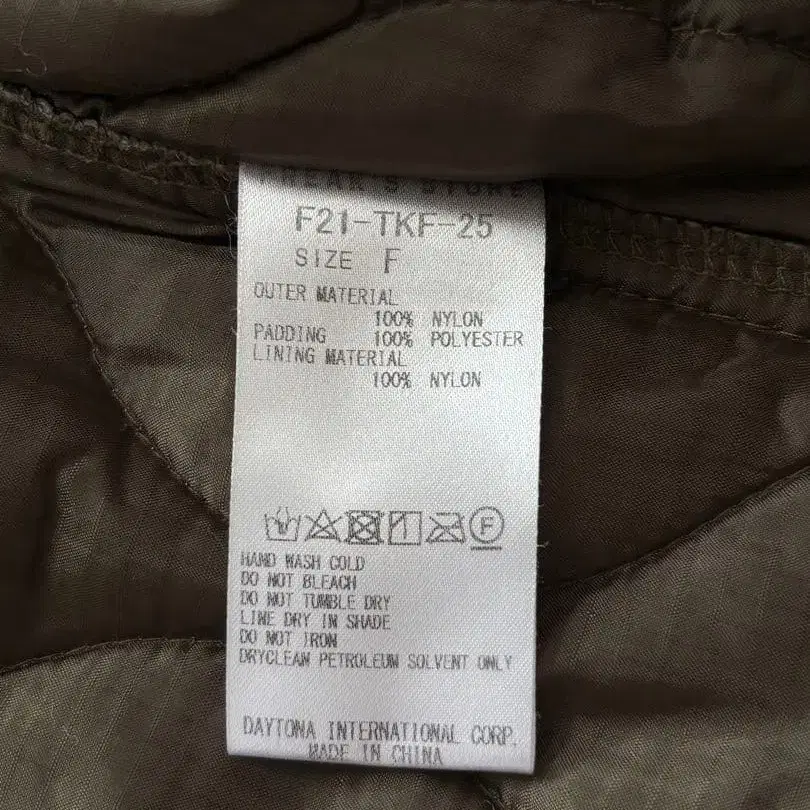 STORE
F21-TKF-25
SIZE F
OUTER MATERIAL
100% NYLON
PADDING 100% POLYESTER
LINING MATERIAL
100% NYLON
F
HAND WASH COLD
DO NOT BLEACH
DO NOT TUMBLE DRY
LINE DRY IN SHADE
DO NOT IRON
DRYCLEAN PETROLEUM SOLVENT ONLY
DAYTONA INTERNATIONAL CORP.
MADE IN CHINA